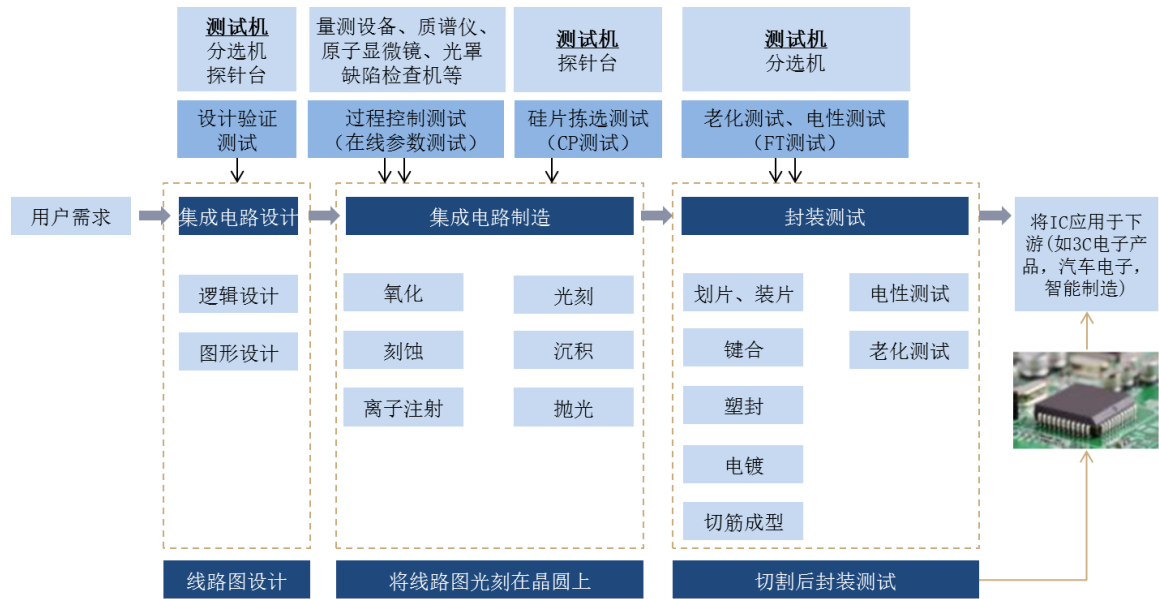 测试机
分选机
探针台
量测设备、质谱仪、
原子显微镜、光罩
缺陷检查机等
测试机
探针台
测试机
分选机
设计验证
测试
过程控制测试
（在线参数测试）
硅片拣选测试
（CP测试）
老化测试、电性测试
（FT测试）
用户需求
集成电路设计
集成电路制造
封装测试
将IC应用于下
游(如3C电子产
品，汽车电子，
智能制造)
逻辑设计
图形设计
氧化
光刻
刻蚀
沉积
离子注射
抛光
划片、装片
电性测试
键合
老化测试
塑封
电镀
切筋成型
线路图设计
将线路图光刻在晶圆上
切割后封装测试